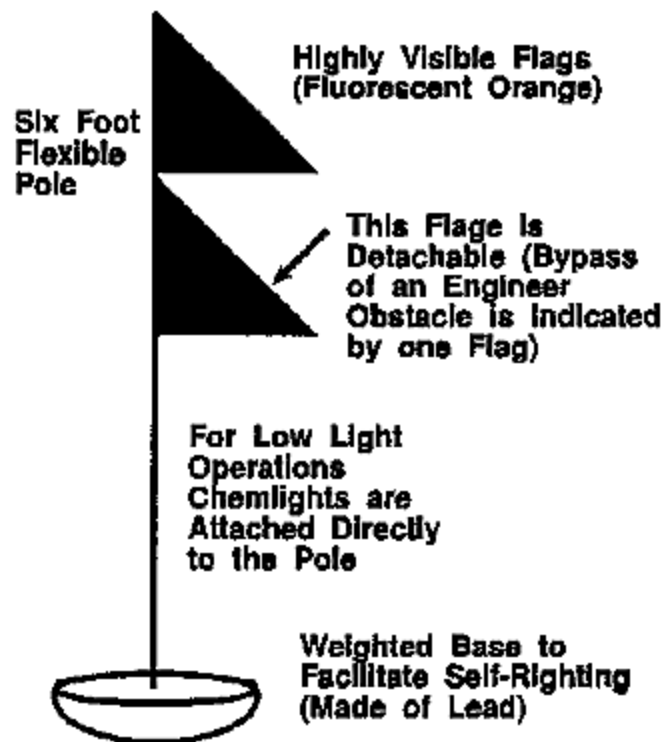 Highly Visible Flags
(Fluorescent Orange)
Six Foot
Flexible
Pole
This Flage is
Detachable (Bypass
of an Engineer
Obstacle is Indicated
by one Flag)
For Low Light
Operations
Chemlights are
Attached Directly
to the Pole
Weighted Base to
Facilitate Self-Righting
(Made of Lead)